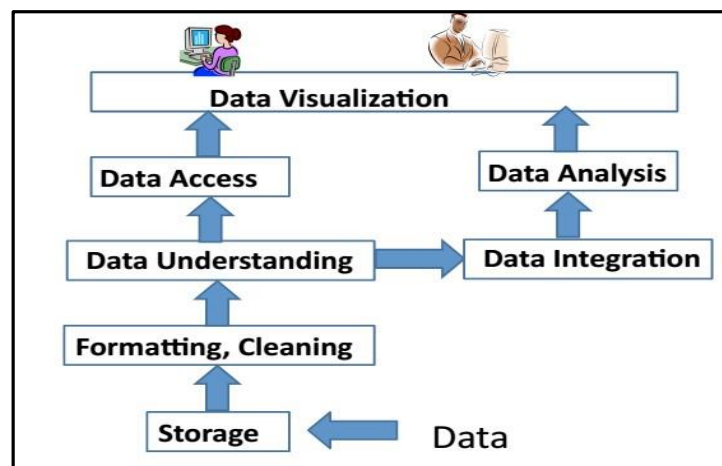 Data Visualization
Data Access
Data Analysis
Data Understanding
Data Integration
Formatting, Cleaning
Storage
Data